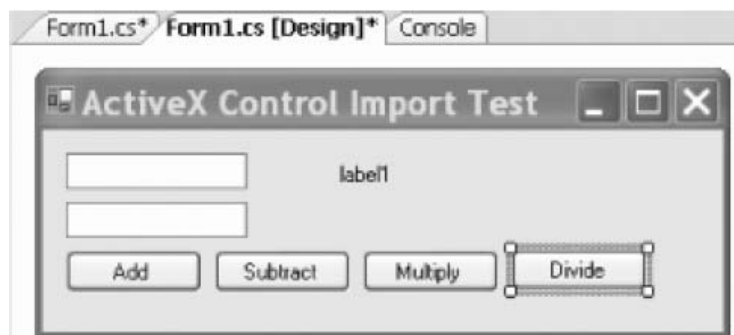 Form1.cs* Form1.cs [Design]* Console
ActiveX Control Import Test
label1
Add Subtract Multiply Divide